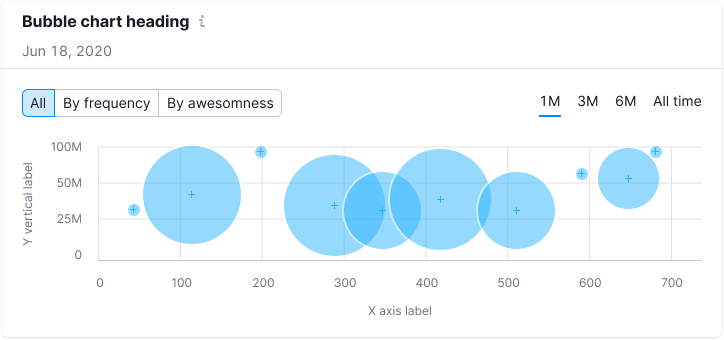 Bubble chart heading i
Jun 18, 2020
All By frequency By awesomness 1M 3M 6M All time
100M
50M
25M
0
Y vertical label
0 100 200 300 400 500 600 700
X axis label